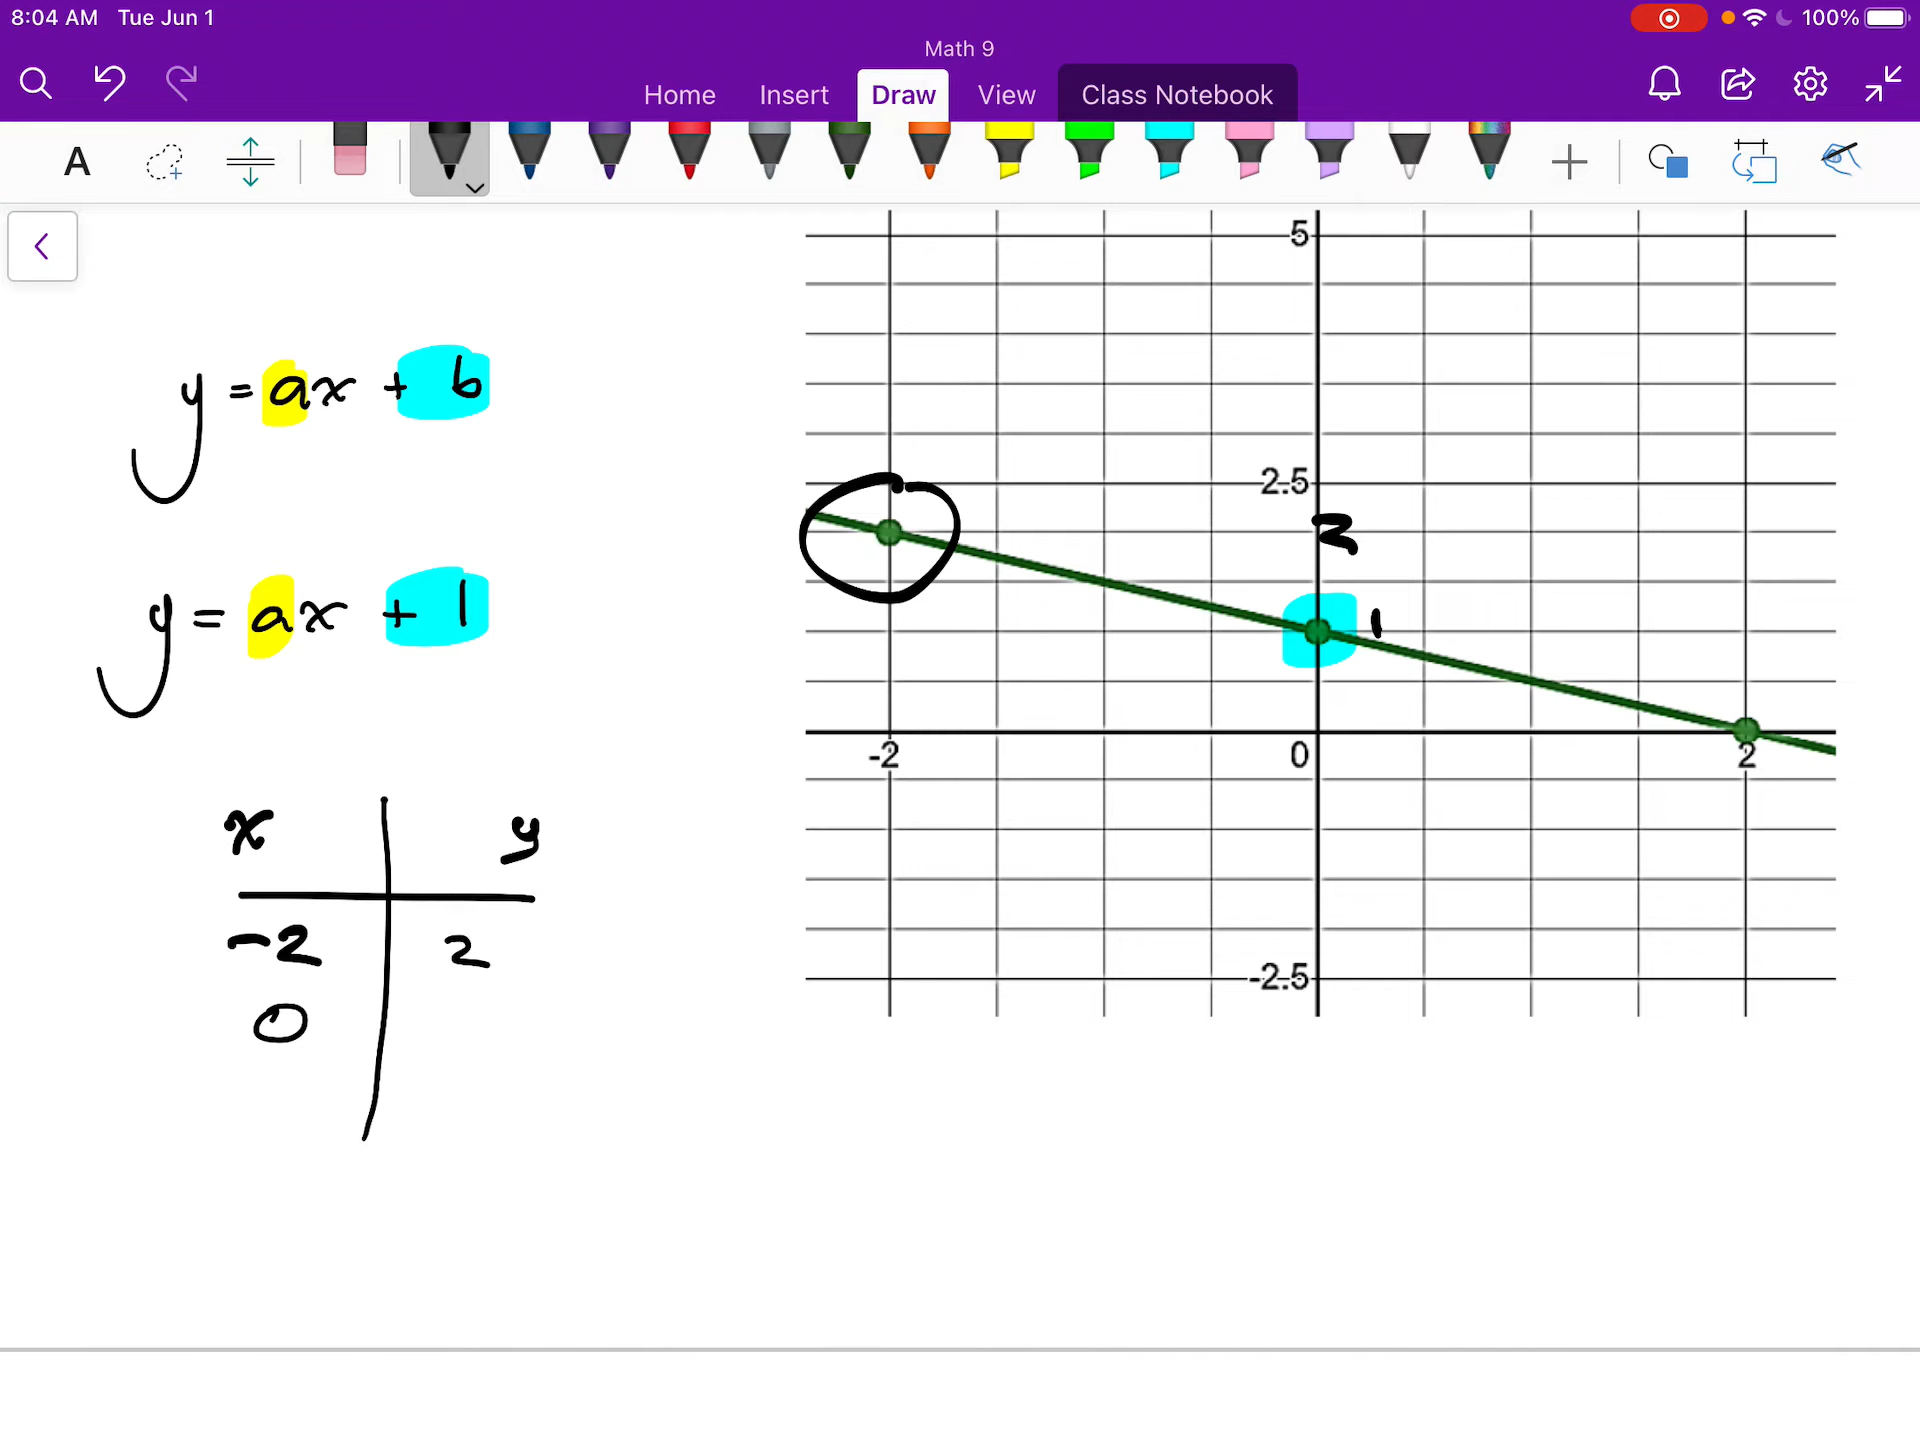 8:04 AM Tue Jun 1
100%
Math 9
Home Insert Draw View Class Notebook
A
y = ax + b
y = ax + 1
x y
-2 2
0
5
2.5
2
1
-2 0 2
-2.5